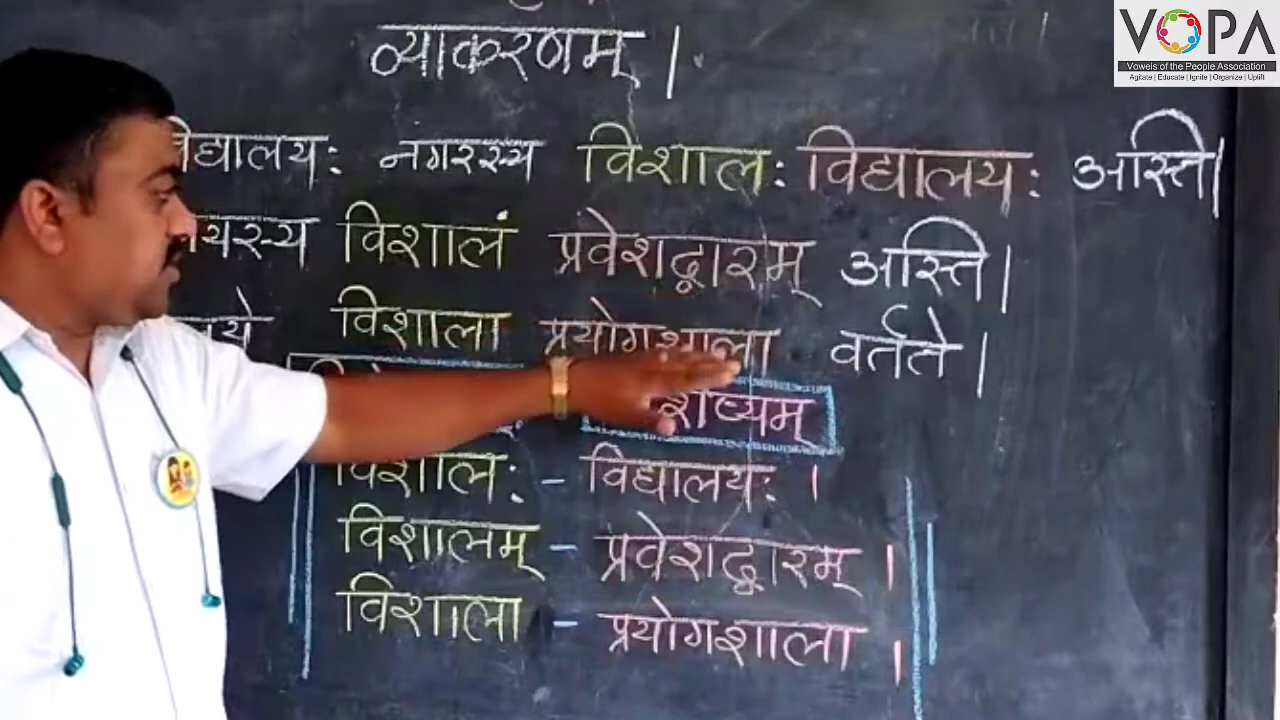 VOPA
Vowels of the People Association
Agitate | Educate | Ignite | Organize | Uplift
व्याकरणम् ।
विद्यालयः नगरस्य विशालः विद्यालयः अस्ति।
विशालं प्रवेशद्वारम् अस्ति।
विशाला प्रयोगशाला वर्तते।
विशालः - विद्यालयः ।
विशालम् - प्रवेशद्वारम् ।
विशाला - प्रयोगशाला ।